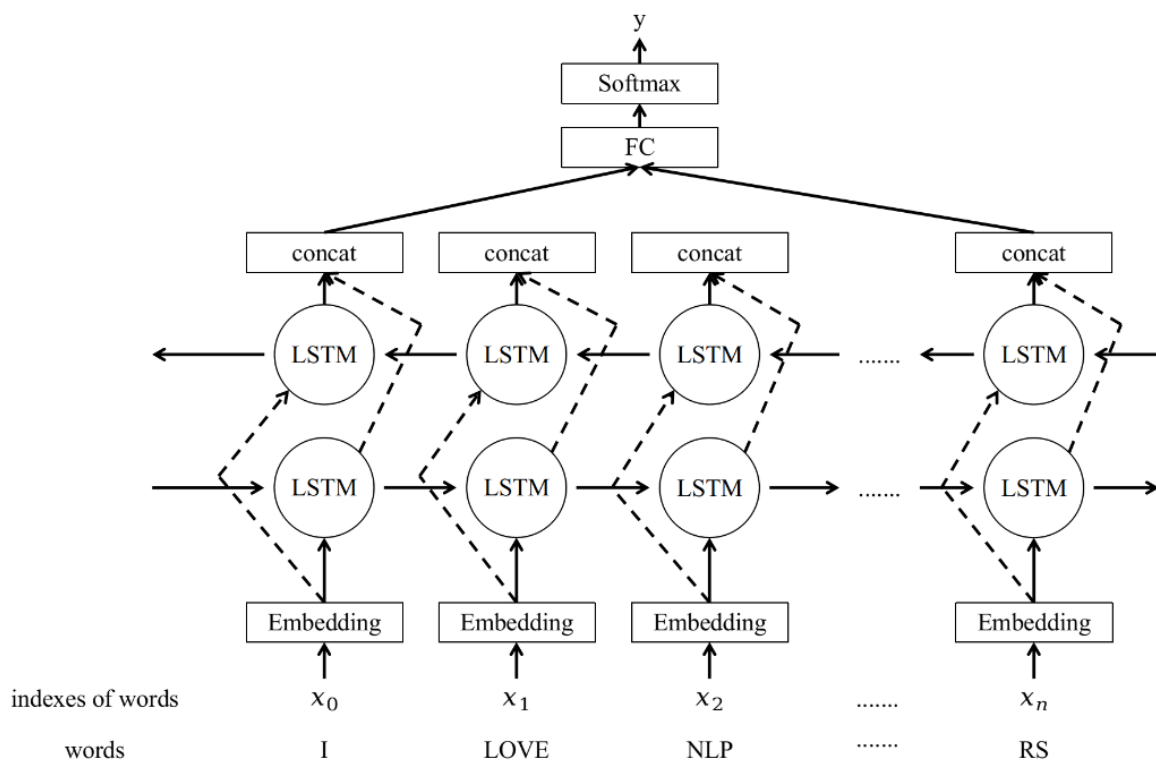 y
Softmax
FC
concat concat concat concat
LSTM LSTM LSTM ....... LSTM
LSTM LSTM LSTM ....... LSTM
Embedding Embedding Embedding Embedding
indexes of words x₀ x₁ x₂ ....... xₙ
words I LOVE NLP ....... RS